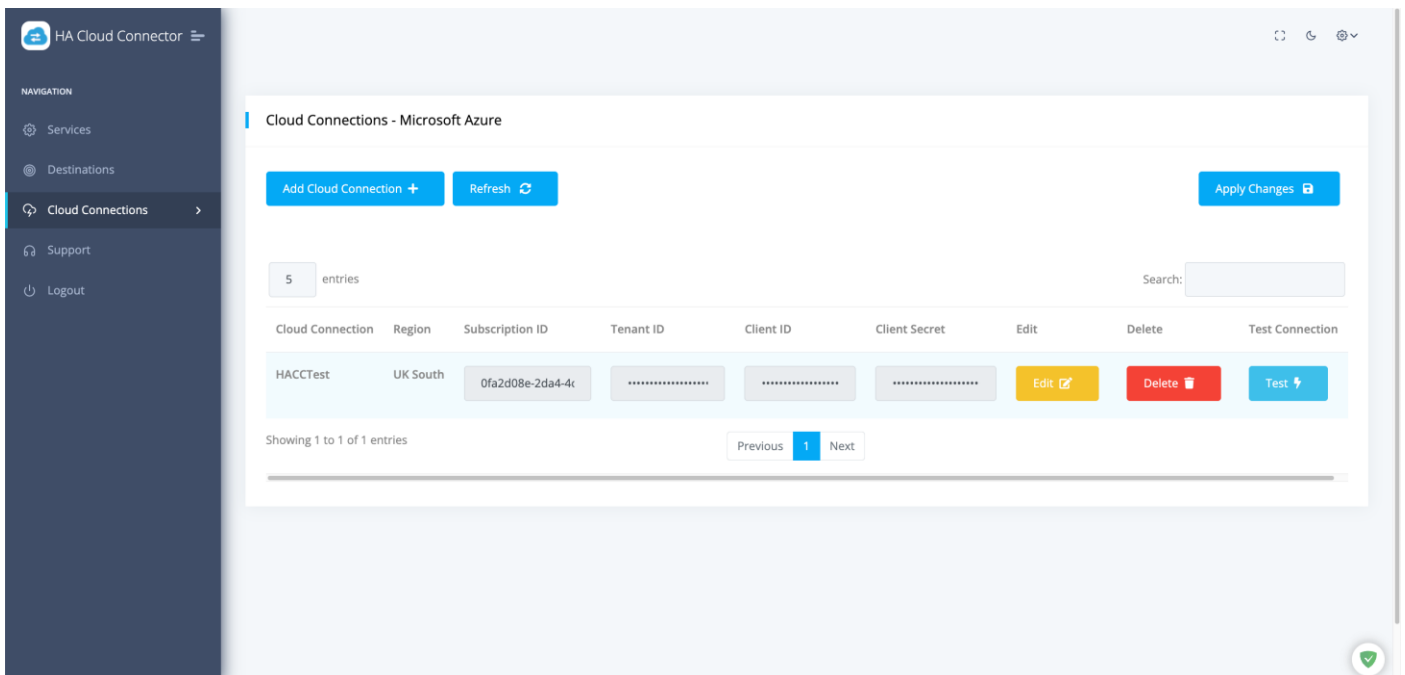 HA Cloud Connector
NAVIGATION
Services
Destinations
Cloud Connections
Support
Logout
Cloud Connections - Microsoft Azure
Add Cloud Connection
Refresh
Apply Changes
5 entries
Search:
Cloud Connection Region Subscription ID Tenant ID Client ID Client Secret Edit Delete Test Connection
HACCTest UK South 0fa2d08e-2da4-4c Edit Delete Test
Showing 1 to 1 of 1 entries
Previous 1 Next